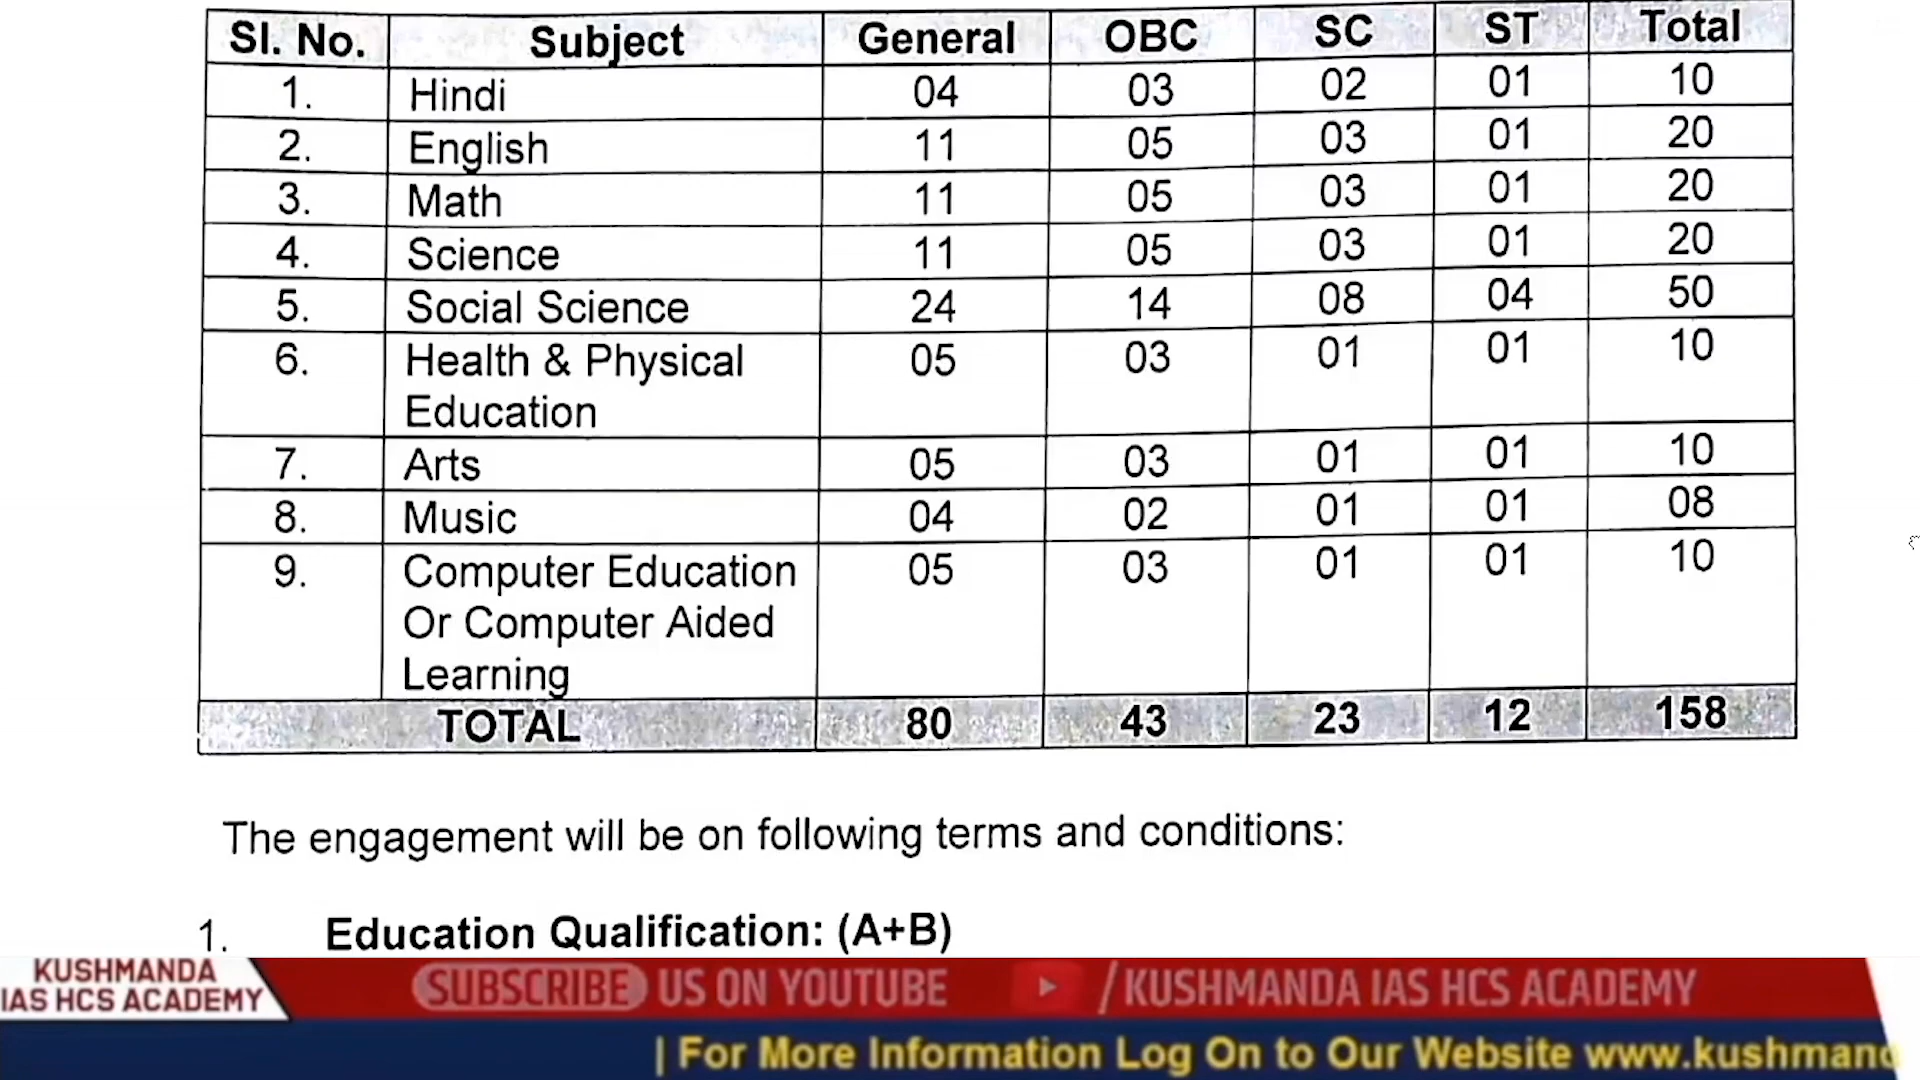 Sl. No. Subject General OBC SC ST Total
1. Hindi 04 03 02 01 10
2. English 11 05 03 01 20
3. Math 11 05 03 01 20
4. Science 11 05 03 01 20
5. Social Science 24 14 08 04 50
6. Health & Physical 05 03 01 01 10
Education
7. Arts 05 03 01 01 10
8. Music 04 02 01 01 08
9. Computer Education 05 03 01 01 10
Or Computer Aided
Learning
TOTAL 80 43 23 12 158
The engagement will be on following terms and conditions:
1. Education Qualification: (A+B)
KUSHMANDA
IAS HCS ACADEMY
SUBSCRIBE US ON YOUTUBE /KUSHMANDA IAS HCS ACADEMY
| For More Information Log On to Our Website www.kushmand